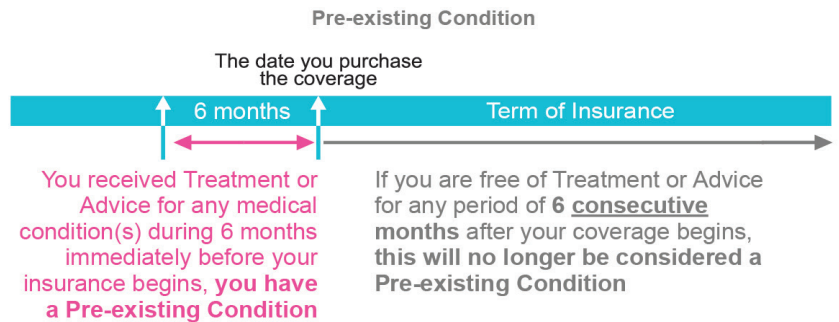 Pre-existing Condition
The date you purchase
the coverage
6 months
Term of Insurance
You received Treatment or
Advice for any medical
condition(s) during 6 months
immediately before your
insurance begins, you have
a Pre-existing Condition
If you are free of Treatment or Advice
for any period of 6 consecutive
months after your coverage begins,
this will no longer be considered a
Pre-existing Condition